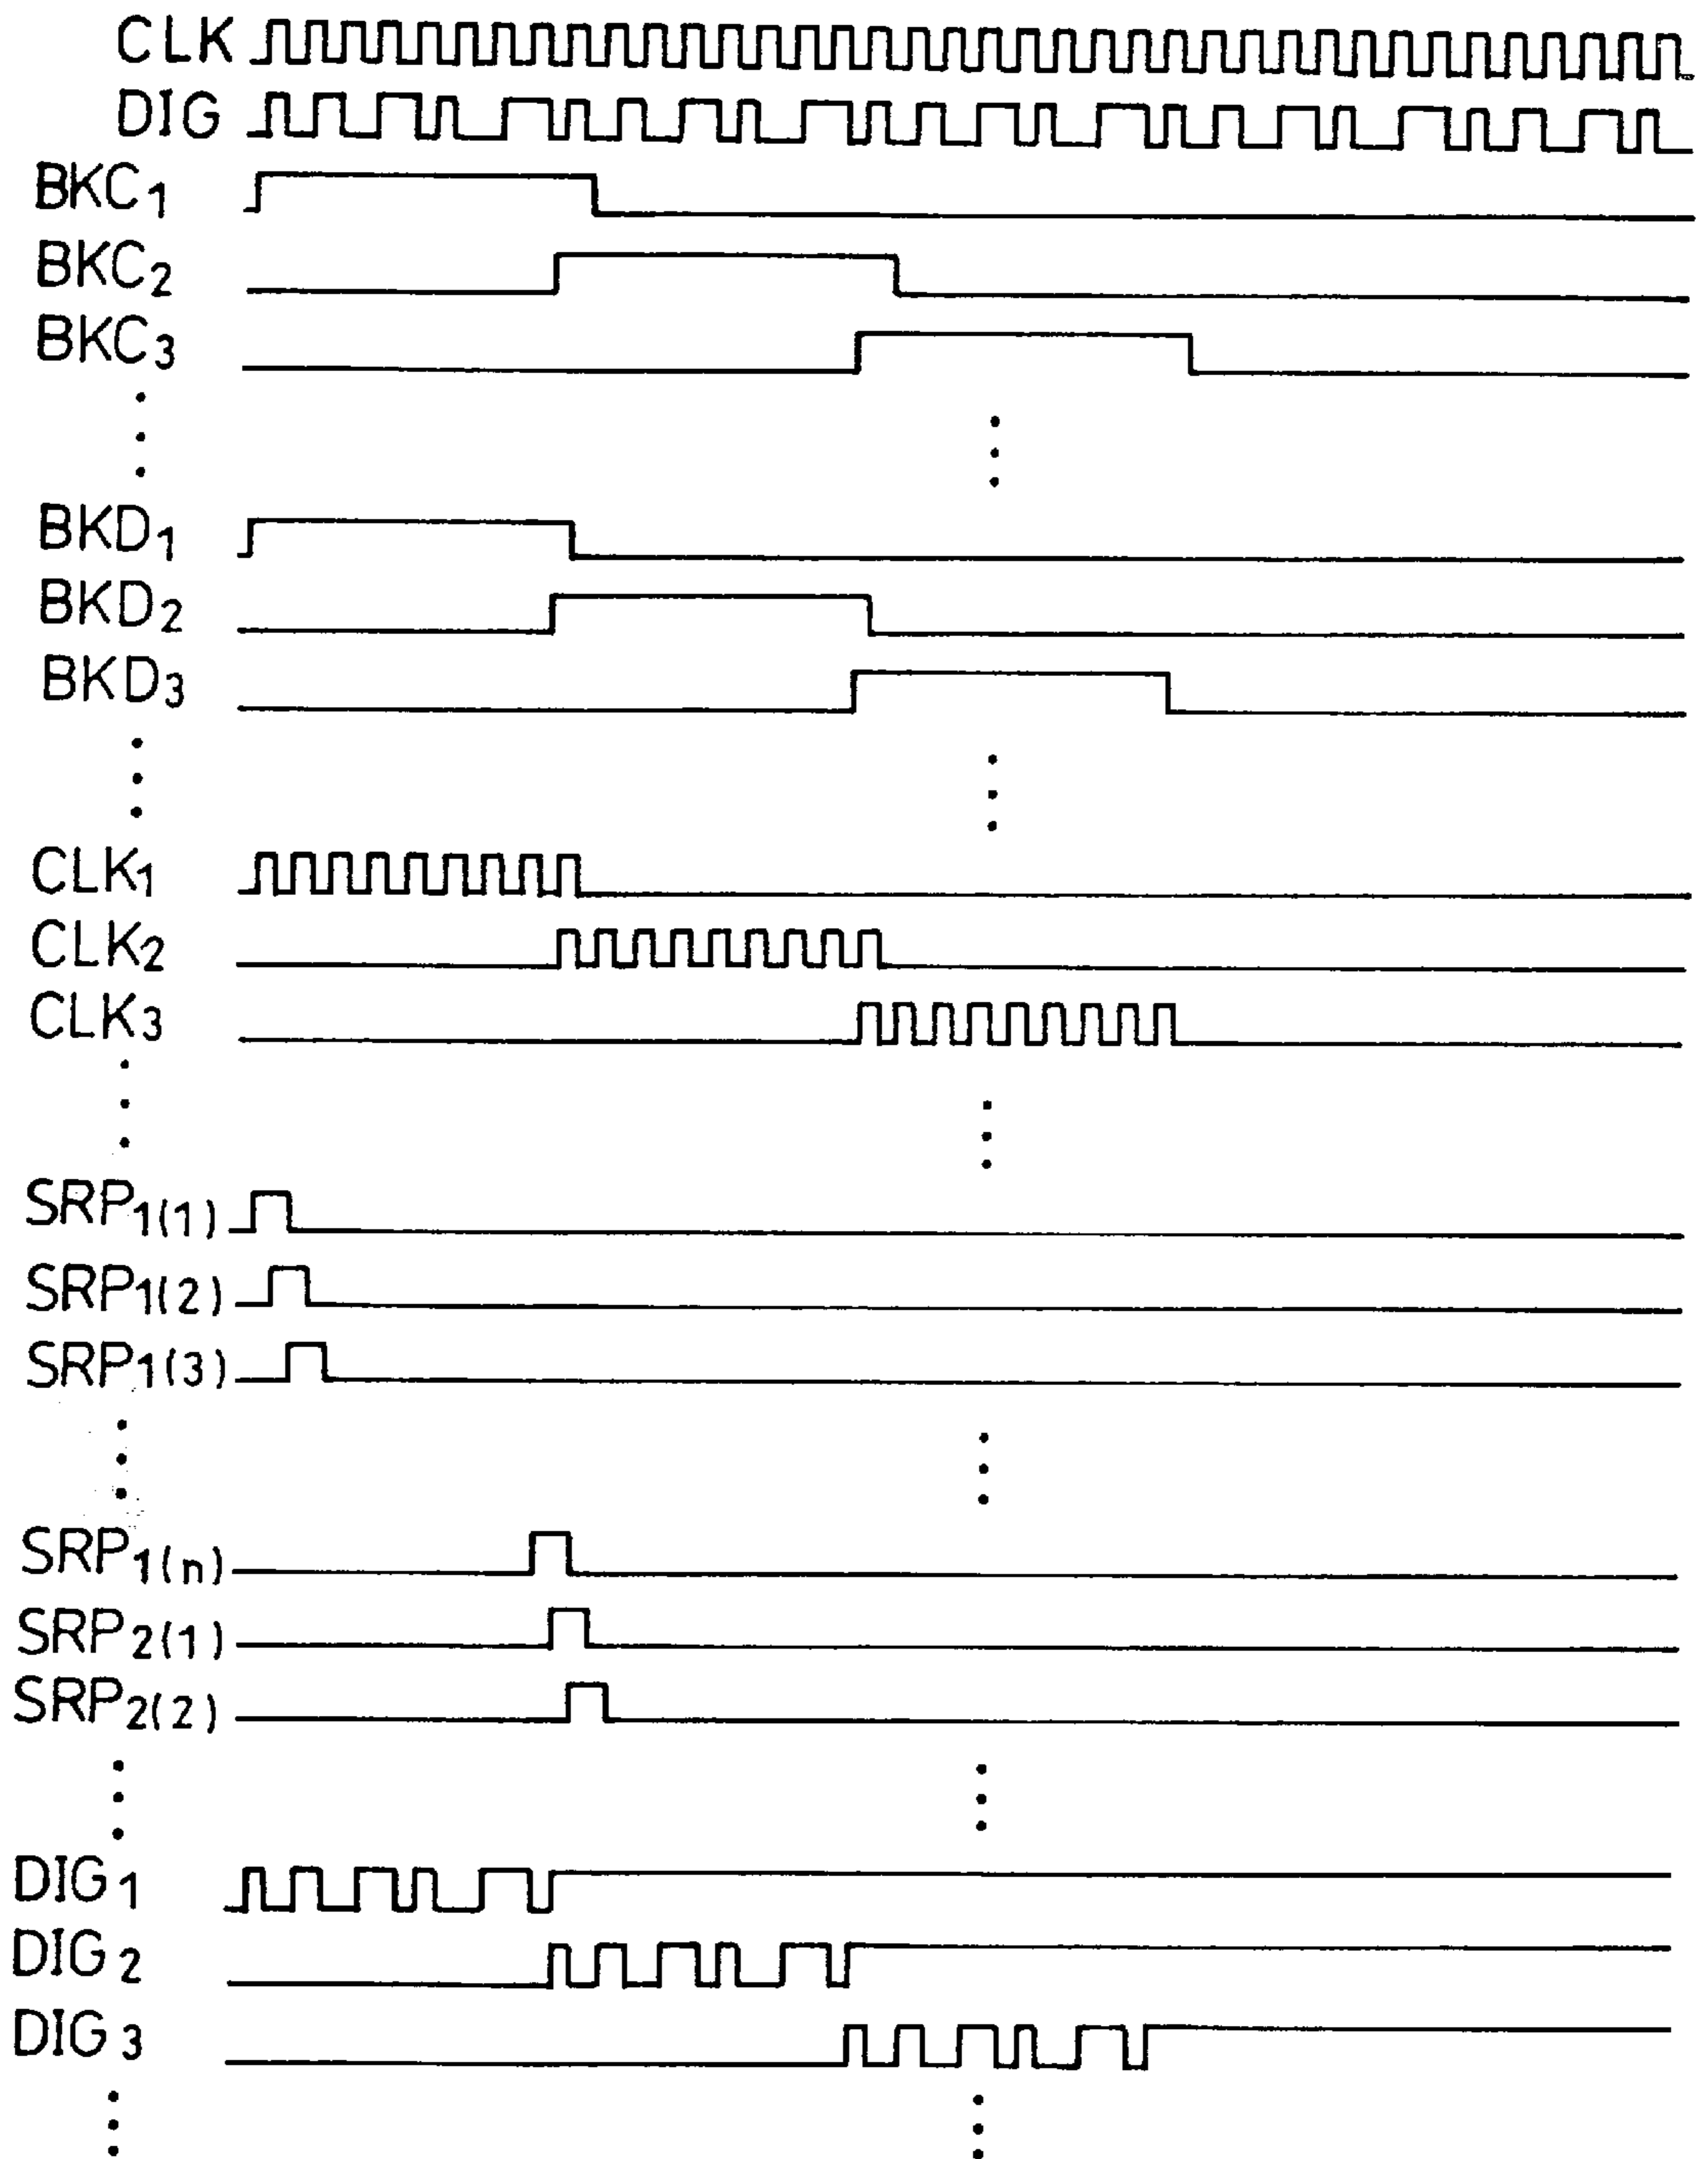 CLK
DIG
BKC1
BKC2
BKC3
BKD1
BKD2
BKD3
CLK1
CLK2
CLK3
SRP1(1)
SRP1(2)
SRP1(3)
SRP1(n)
SRP2(1)
SRP2(2)
DIG1
DIG2
DIG3